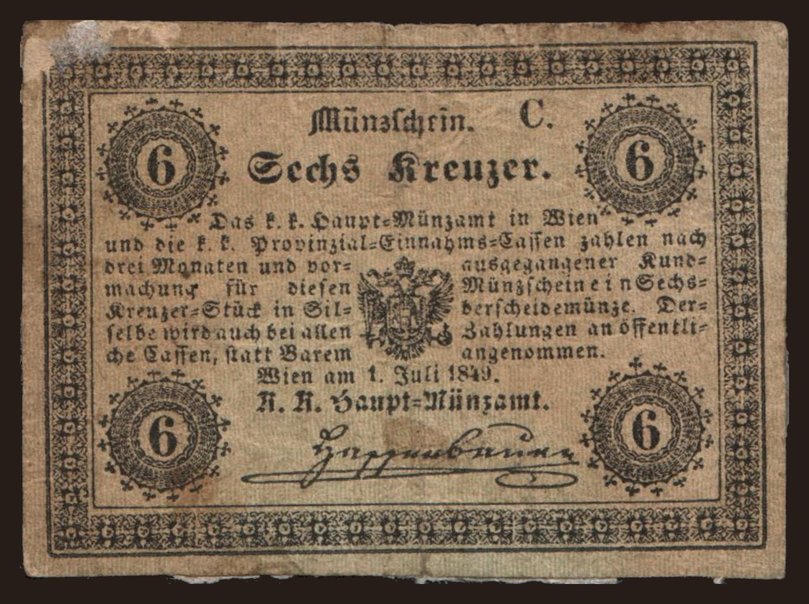 6
Münzschein. C.
6
Sechs Kreuzer.
Das k. k. Haupt=Münzamt in Wien
und die k. k. Provinzial=Einnahms=Cassen zahlen nach
drei Monaten und vor= ausgegangener Kund=
machung für diesen Münzscheine ein Sechs=
Kreuzer=Stück in Sil= berscheidemünze. Der=
selbe wird auch bei allen Zahlungen an öffentli=
che Cassen, statt Barem angenommen.
Wien am 1. Juli 1849.
K. K. Haupt=Münzamt.
6
6